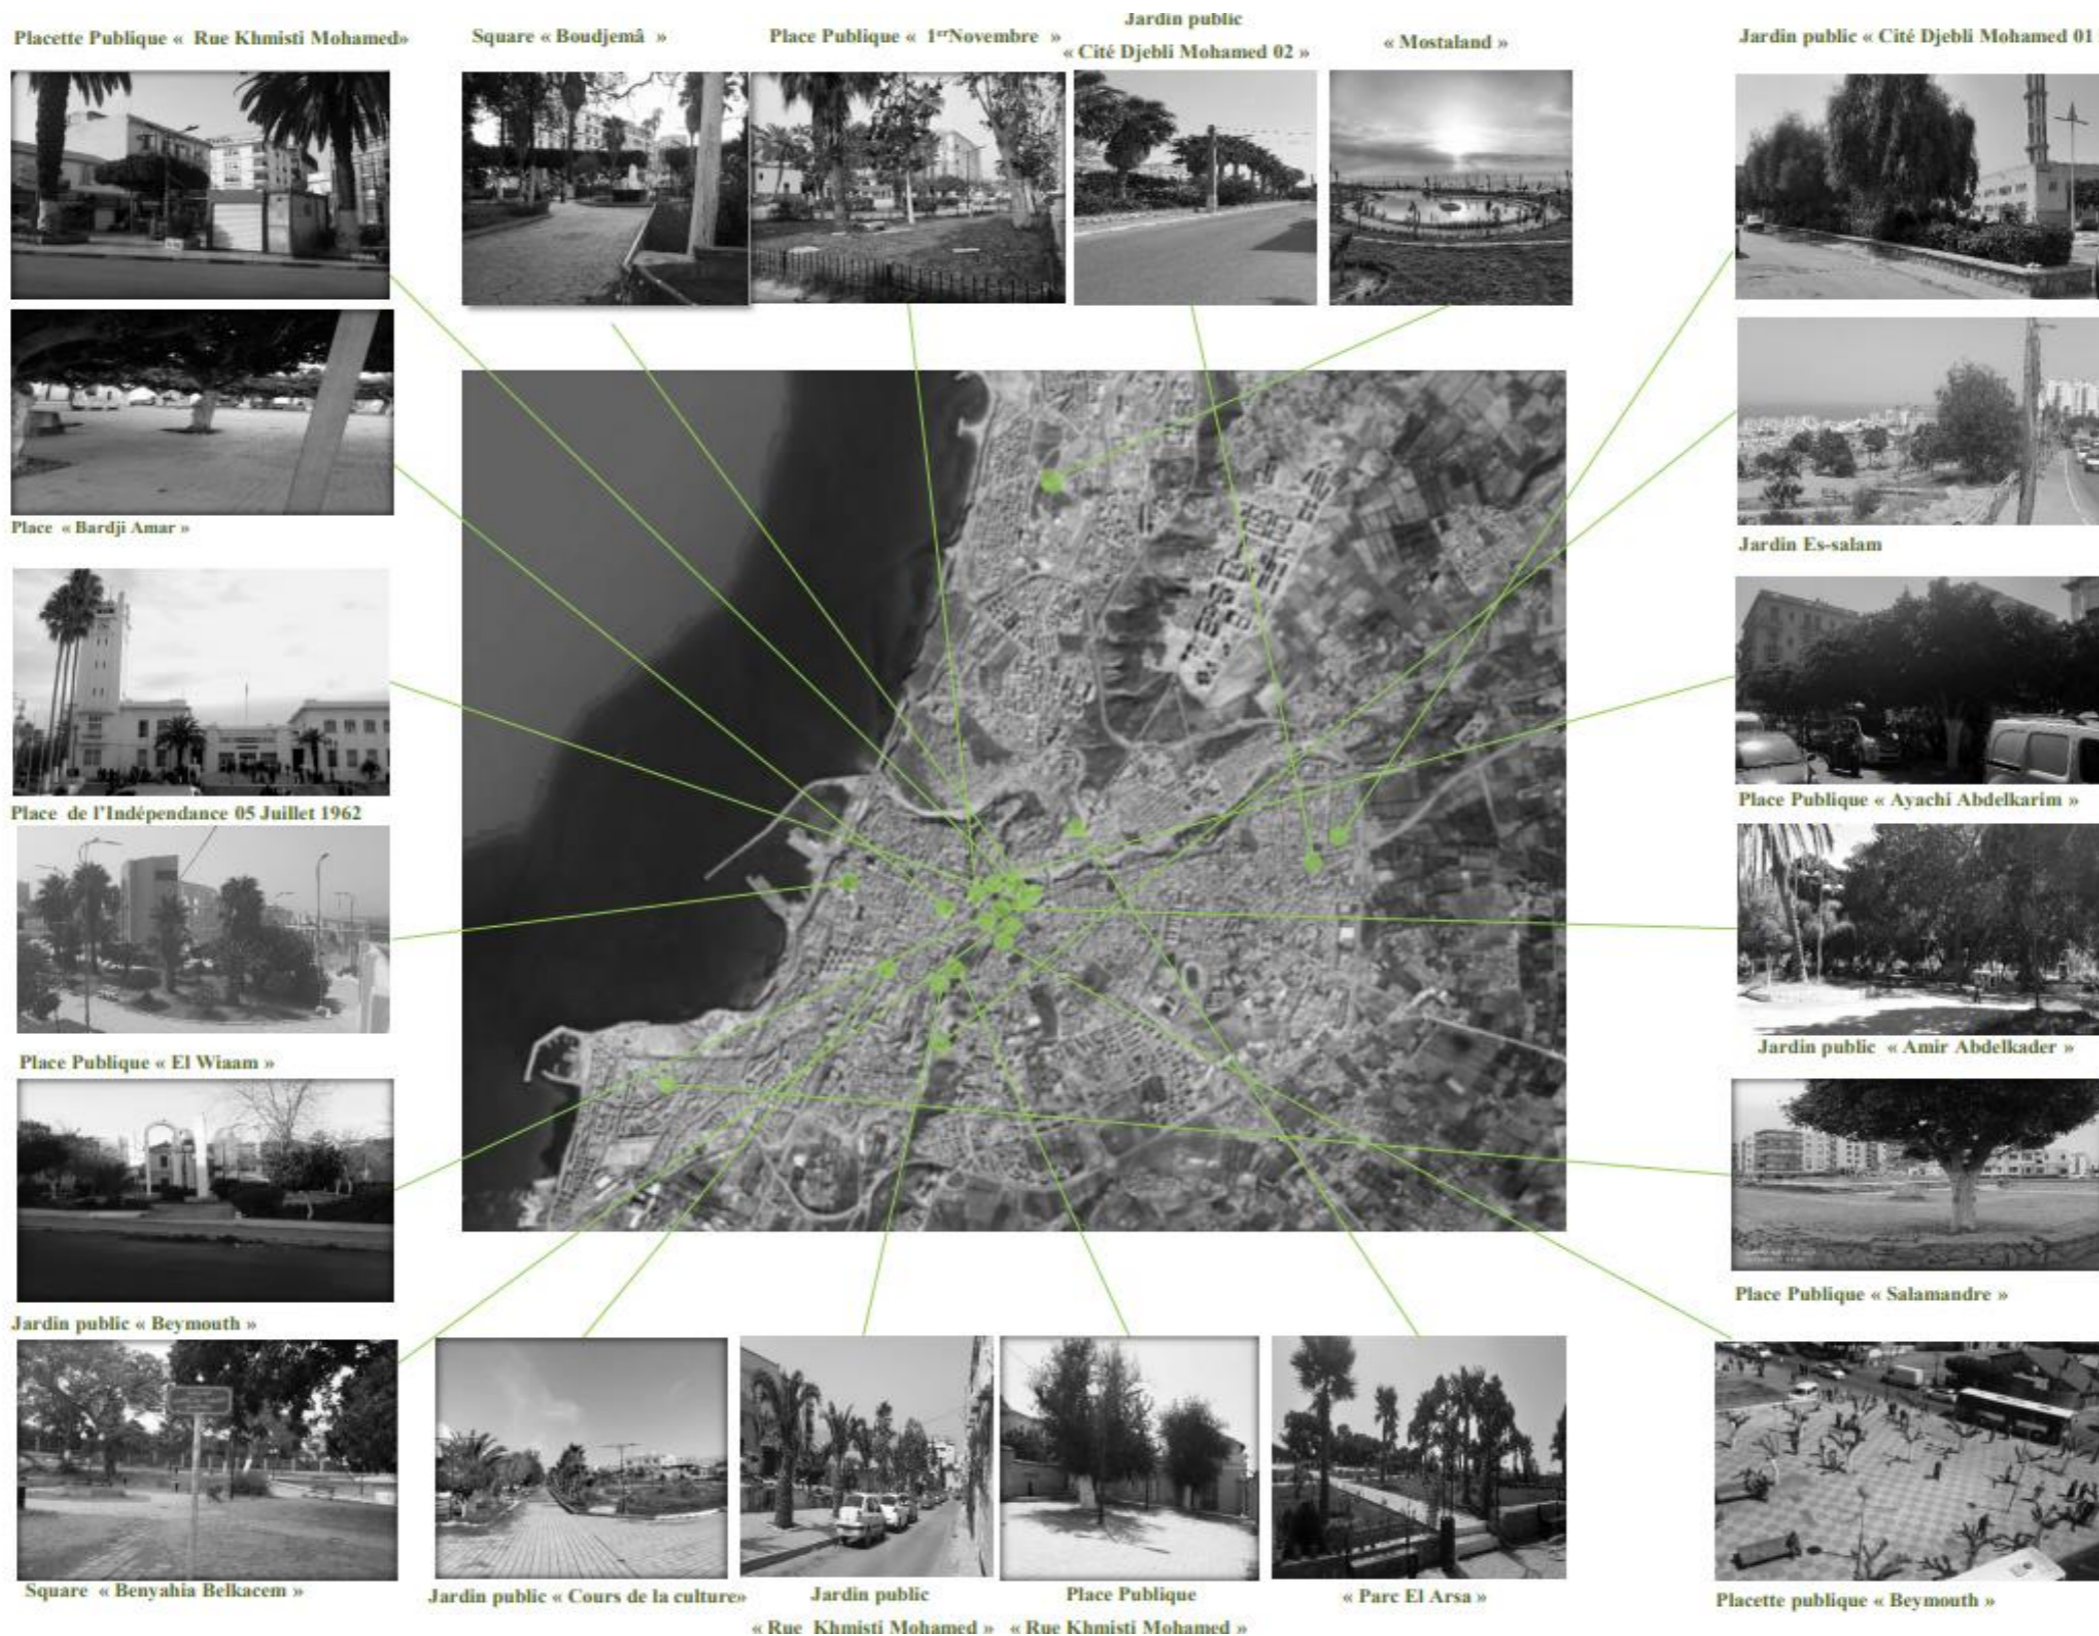 Placette Publique « Rue Khmisti Mohamed»
Square « Boudjemâ »
Place Publique « 1erNovembre »
Jardin public
« Cité Djebli Mohamed 02 »
« Mostaland »
Jardin public « Cité Djebli Mohamed 01
Place « Bardji Amar »
Jardin Es-salam
Place de l'Indépendance 05 Juillet 1962
Place Publique « Ayachi Abdelkarim »
Place Publique « El Wiaam »
Jardin public « Amir Abdelkader »
Jardin public « Beymouth »
Place Publique « Salamandre »
Square « Benyahia Belkacem »
Jardin public « Cours de la culture»
Jardin public
« Rue Khmisti Mohamed »
Place Publique
« Rue Khmisti Mohamed »
« Parc El Arsa »
Placette publique « Beymouth »